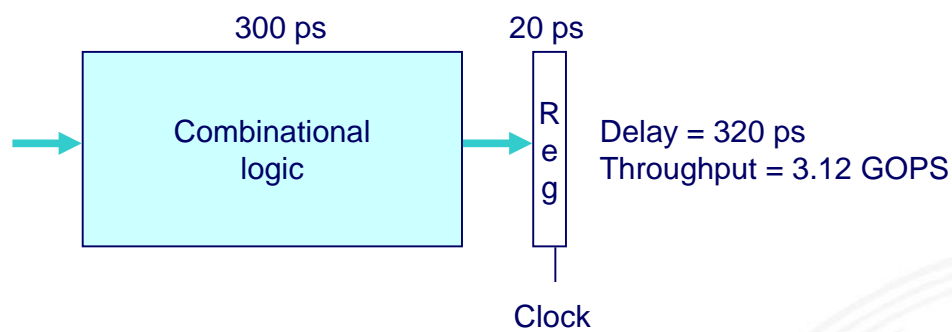 300 ps
20 ps
Combinational
logic
R
e
g
Delay = 320 ps
Throughput = 3.12 GOPS
Clock